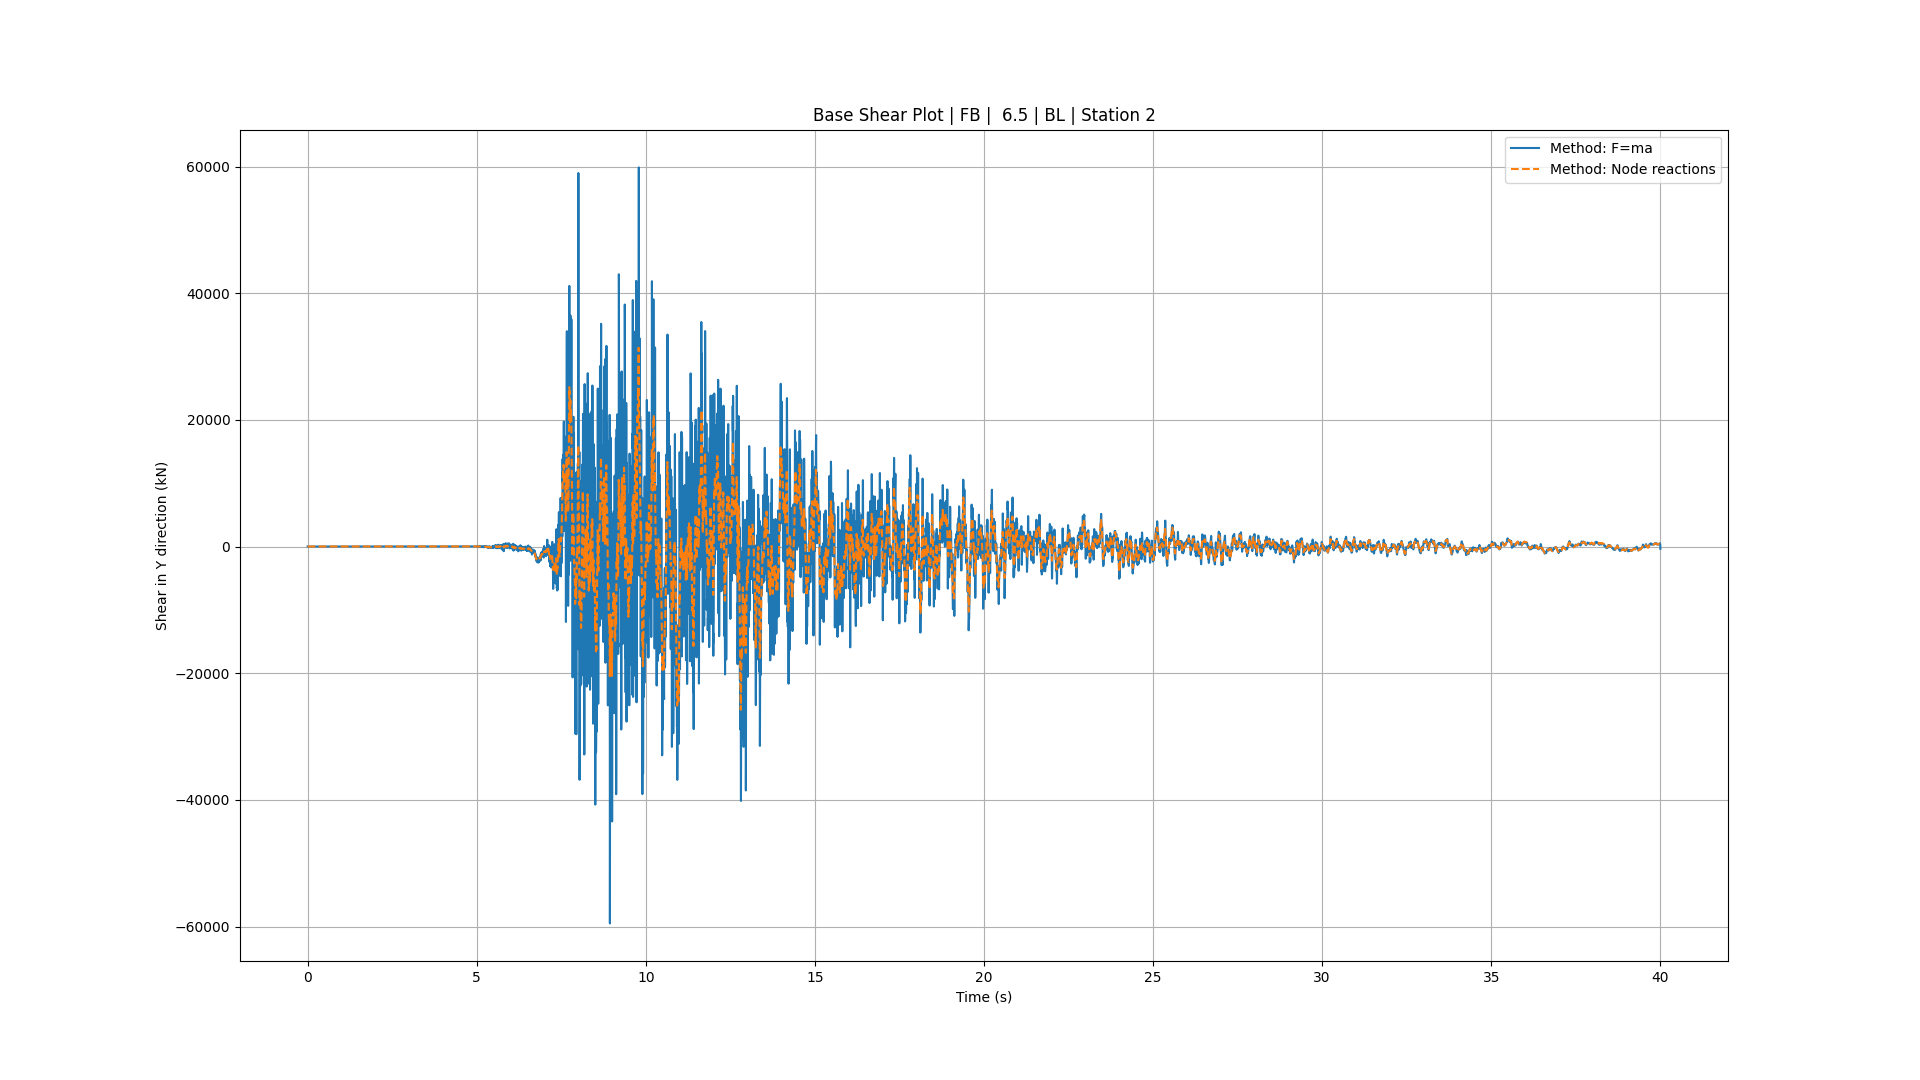 Base Shear Plot | FB |  6.5 | BL | Station 2
Method: F=ma
Method: Node reactions
60000
40000
20000
0
−20000
−40000
−60000
Shear in Y direction (kN)
0 5 10 15 20 25 30 35 40
Time (s)